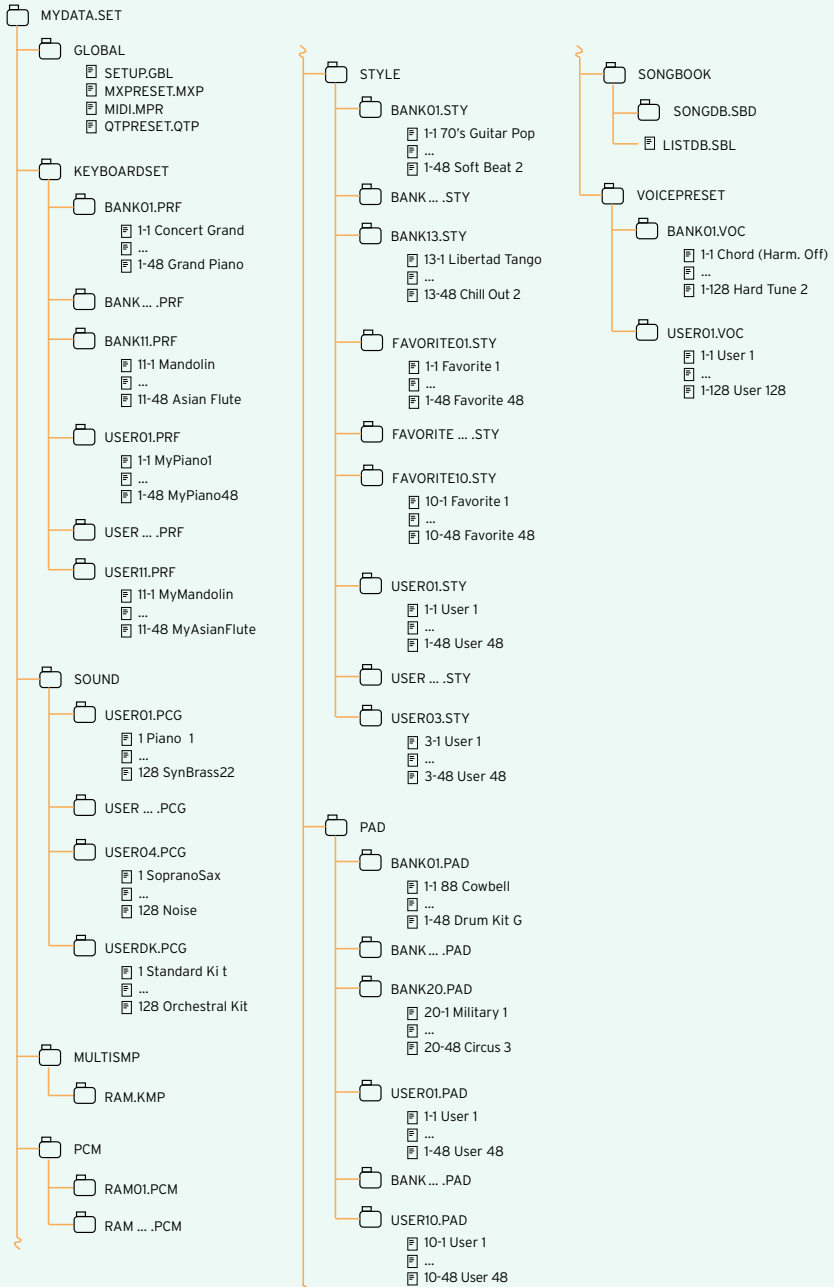 MYDATA.SET
GLOBAL
SETUP.GBL
MXPRESET.MXP
MIDI.MPR
QTPRESET.QTP
KEYBOARDSET
BANK01.PRF
1-1 Concert Grand
...
1-48 Grand Piano
BANK... .PRF
BANK11.PRF
11-1 Mandolin
...
11-48 Asian Flute
USER01.PRF
1-1 MyPiano1
...
1-48 MyPiano48
USER ... .PRF
USER11.PRF
11-1 MyMandolin
...
11-48 MyAsianFlute
SOUND
USER01.PCG
1 Piano 1
...
128 SynBrass22
USER ... .PCG
USER04.PCG
1 SopranoSax
...
128 Noise
USERDK.PCG
1 Standard Ki t
...
128 Orchestral Kit
MULTISMP
RAM.KMP
PCM
RAM01.PCM
RAM ... .PCM
STYLE
BANK01.STY
1-1 70's Guitar Pop
...
1-48 Soft Beat 2
BANK... .STY
BANK13.STY
13-1 Libertad Tango
...
13-48 Chill Out 2
FAVORITE01.STY
1-1 Favorite 1
...
1-48 Favorite 48
FAVORITE ... .STY
FAVORITE10.STY
10-1 Favorite 1
...
10-48 Favorite 48
USER01.STY
1-1 User 1
...
1-48 User 48
USER ... .STY
USER03.STY
3-1 User 1
...
3-48 User 48
PAD
BANK01.PAD
1-1 88 Cowbell
...
1-48 Drum Kit G
BANK... .PAD
BANK20.PAD
20-1 Military 1
...
20-48 Circus 3
USER01.PAD
1-1 User 1
...
1-48 User 48
BANK... .PAD
USER10.PAD
10-1 User 1
...
10-48 User 48
SONGBOOK
SONGDB.SBD
LISTDB.SBL
VOICEPRESET
BANK01.VOC
1-1 Chord (Harm. Off)
...
1-128 Hard Tune 2
USER01.VOC
1-1 User 1
...
1-128 User 128